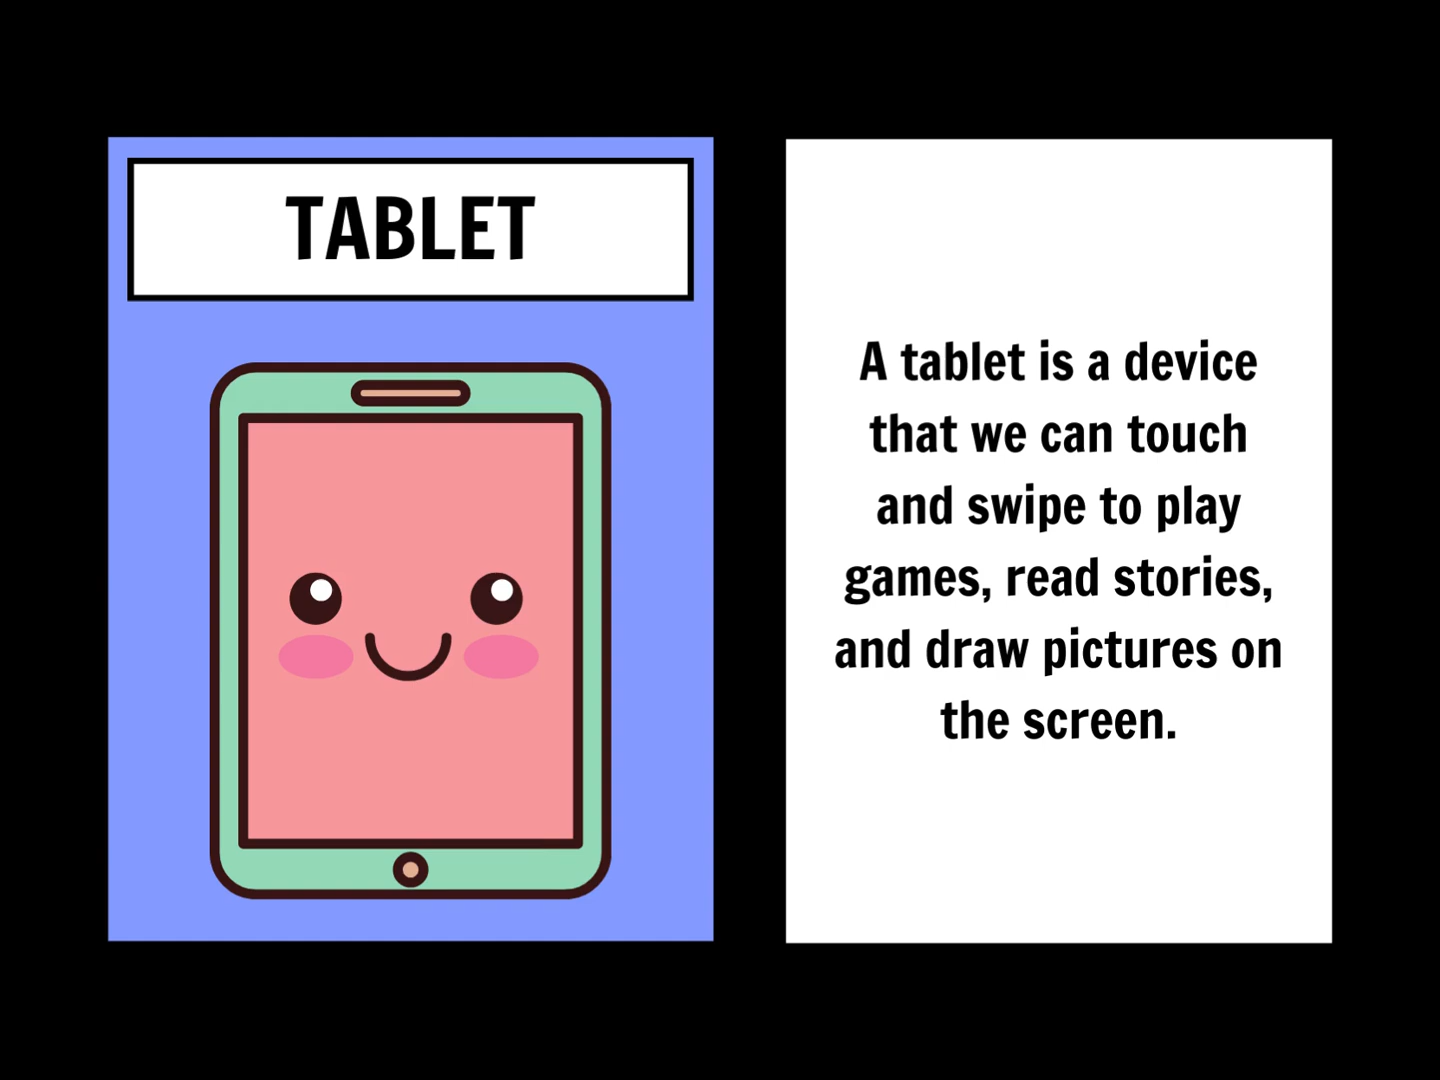 TABLET
A tablet is a device
that we can touch
and swipe to play
games, read stories,
and draw pictures on
the screen.